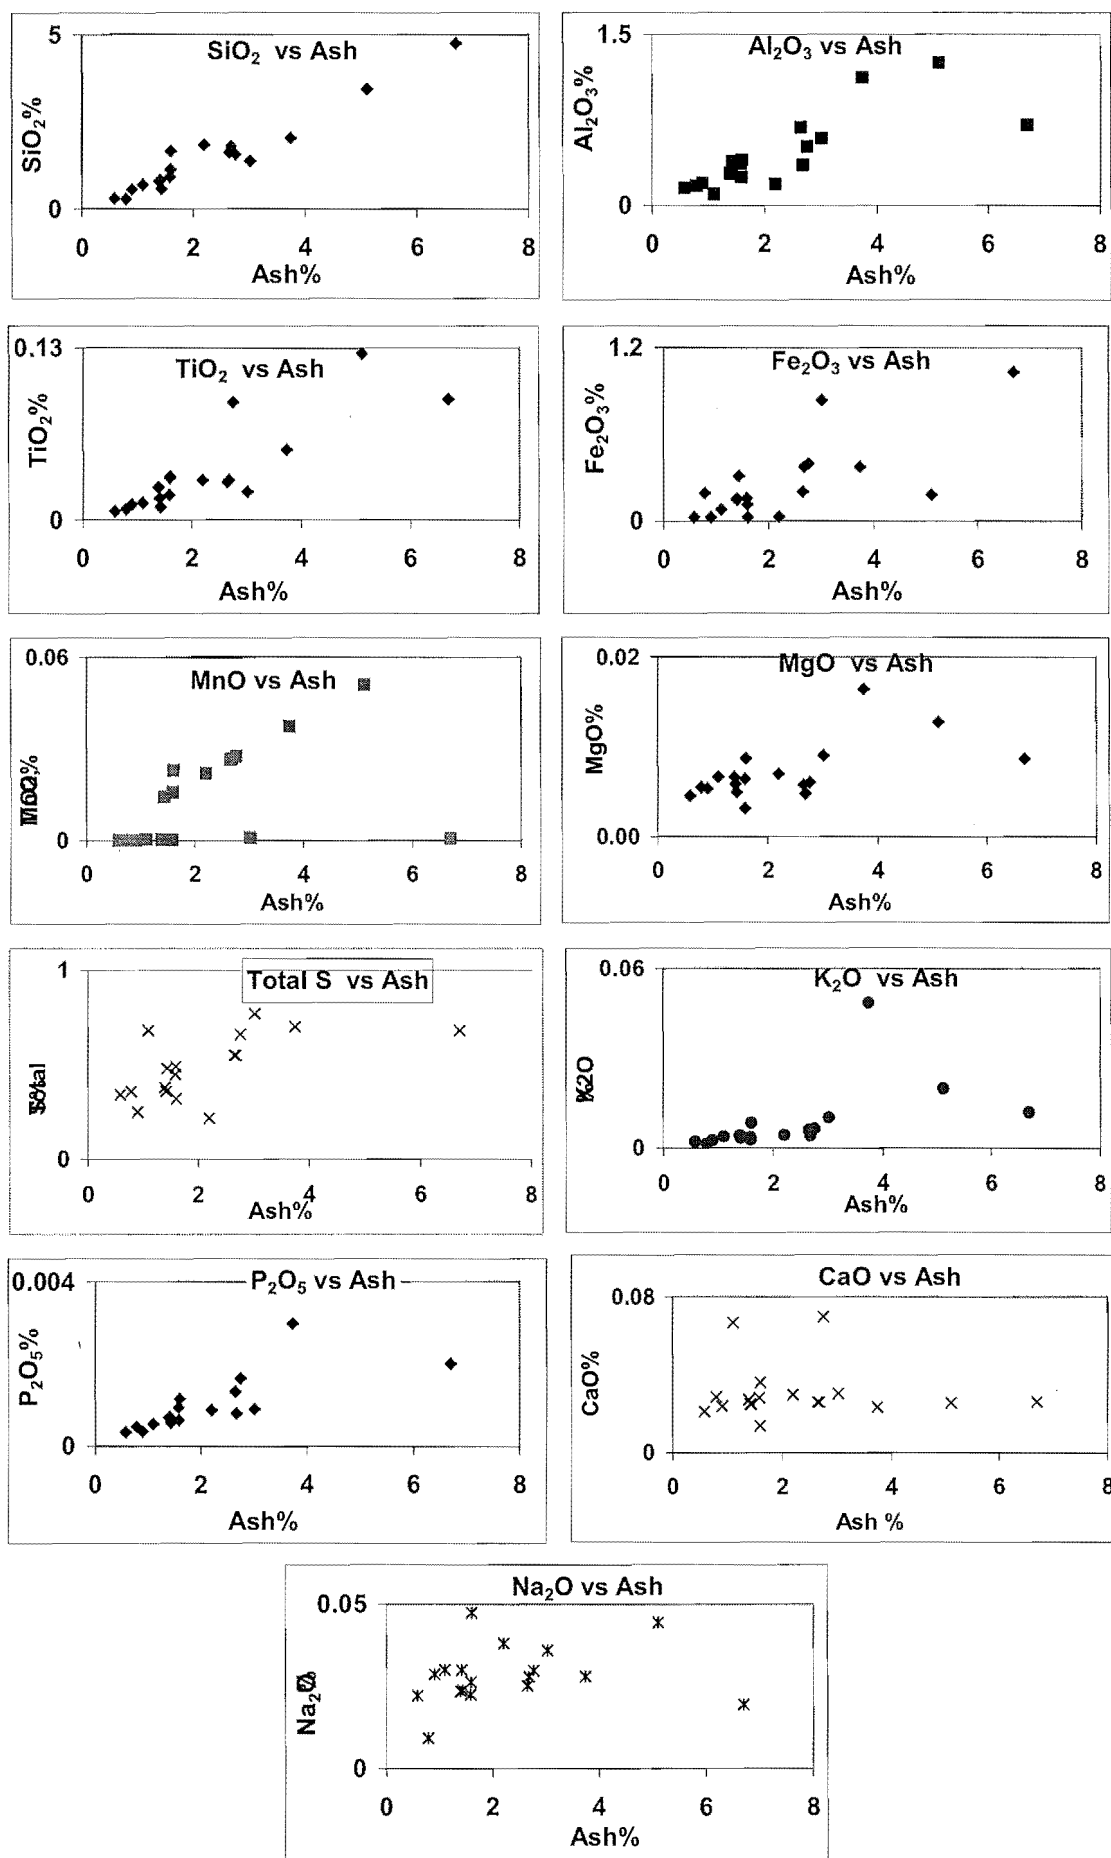 SiO₂ vs Ash
5
0
SiO₂%
0 2 4 6 8
Ash%
Al₂O₃ vs Ash
1.5
0
Al₂O₃%
0 2 4 6 8
Ash%
TiO₂ vs Ash
0.13
0
TiO₂%
0 2 4 6 8
Ash%
Fe₂O₃ vs Ash
1.2
0
Fe₂O₃%
0 2 4 6 8
Ash%
MnO vs Ash
0.06
0
0 2 4 6 8
Ash%
MgO vs Ash
0.02
0.00
MgO%
0 2 4 6 8
Ash%
Total S vs Ash
1
0
0 2 4 6 8
Ash%
K₂O vs Ash
0.06
0
0 2 4 6 8
Ash%
P₂O₅ vs Ash
0.004
0
P₂O₅%
0 2 4 6 8
Ash%
CaO vs Ash
0.08
0
CaO%
0 2 4 6 8
Ash %
Na₂O vs Ash
0.05
0
0 2 4 6 8
Ash%